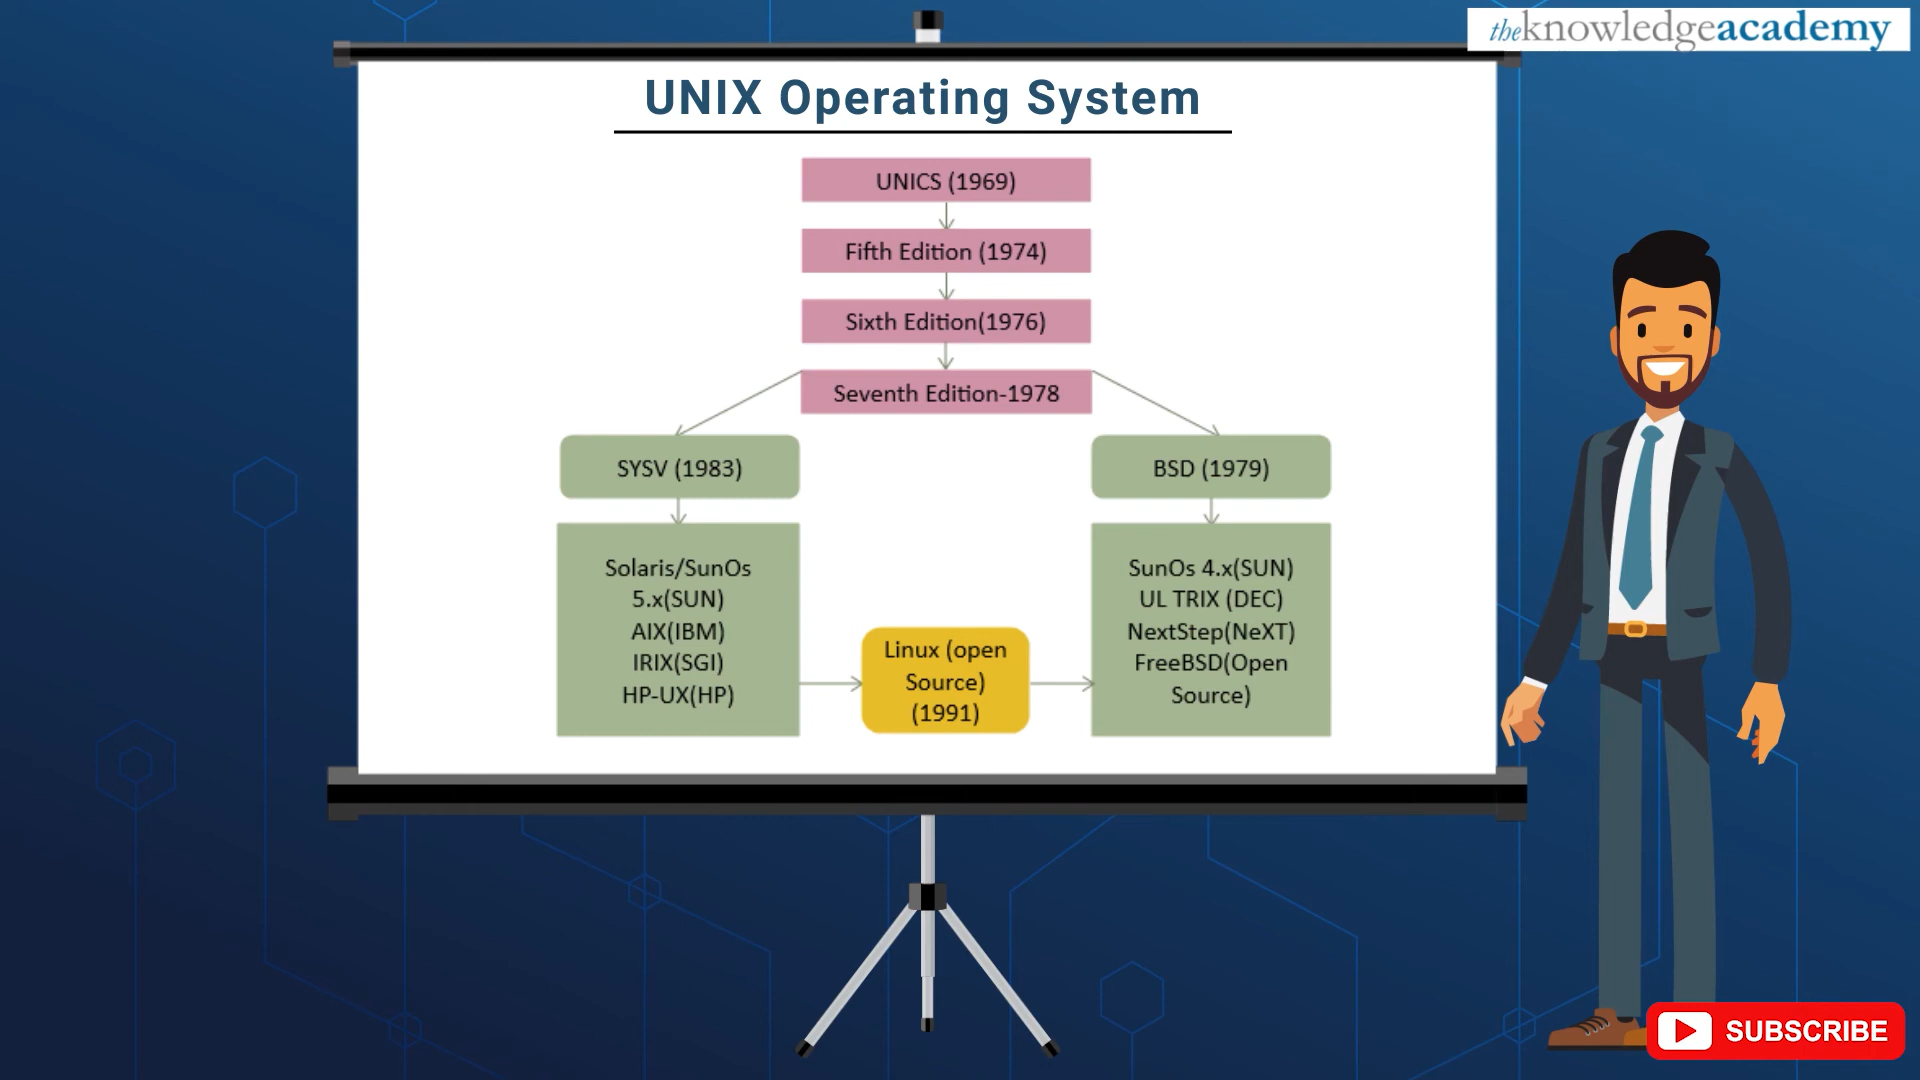 theknowledgeacademy
UNIX Operating System
UNICS (1969)
Fifth Edition (1974)
Sixth Edition(1976)
Seventh Edition-1978
SYSV (1983)
BSD (1979)
Solaris/SunOs
5.x(SUN)
AIX(IBM)
IRIX(SGI)
HP-UX(HP)
Linux (open
Source)
(1991)
SunOs 4.x(SUN)
UL TRIX (DEC)
NextStep(NeXT)
FreeBSD(Open
Source)
SUBSCRIBE